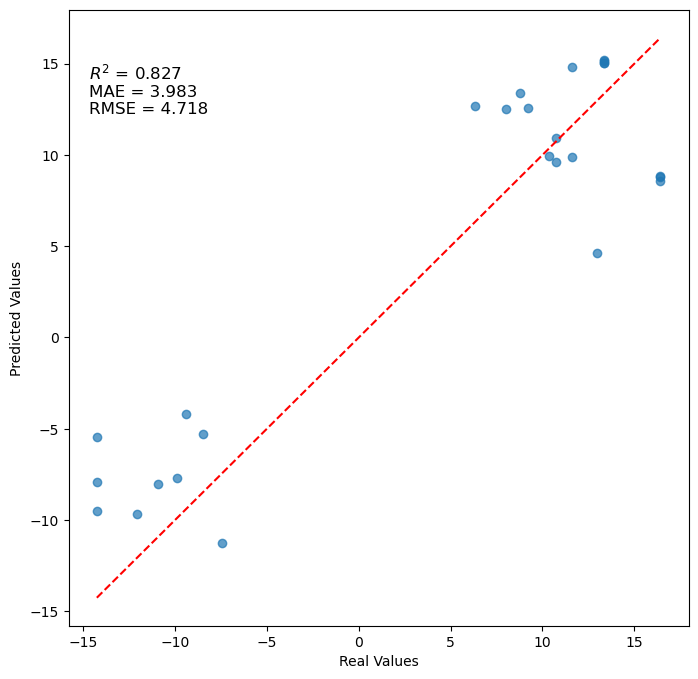 R² = 0.827
MAE = 3.983
RMSE = 4.718
15
10
5
0
−5
−10
−15
Predicted Values
−15 −10 −5 0 5 10 15
Real Values